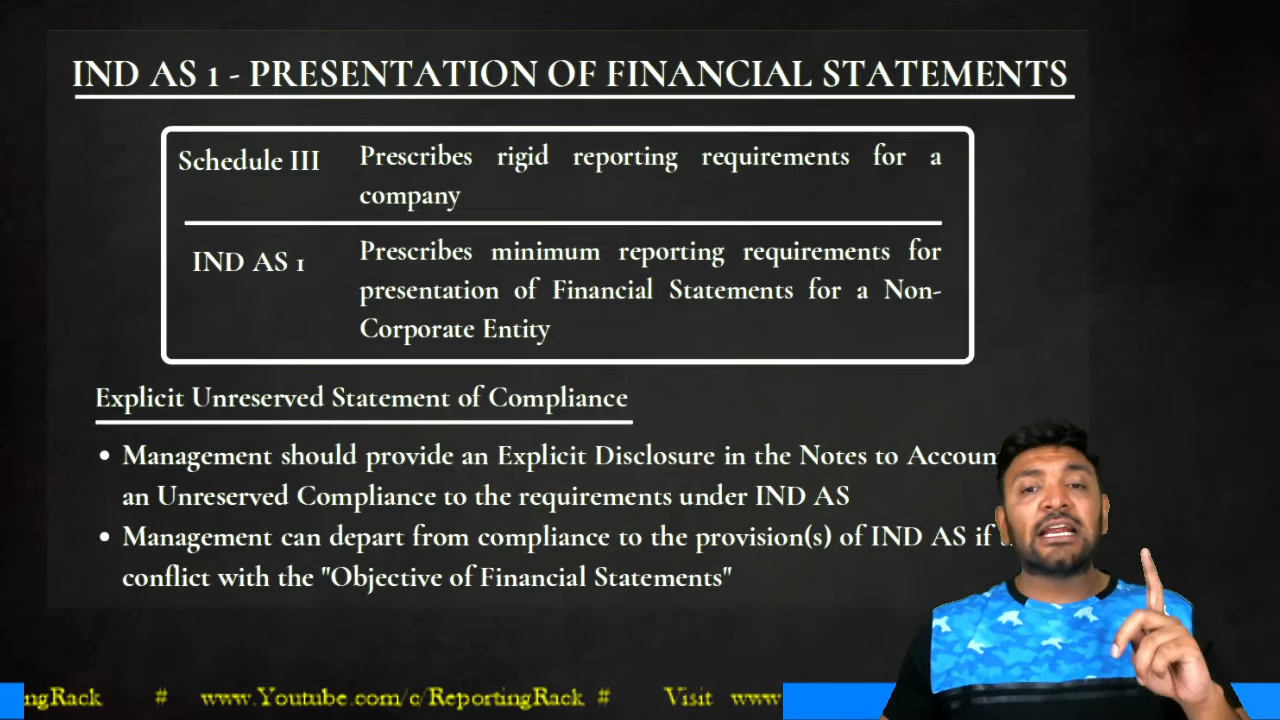 IND AS 1 - PRESENTATION OF FINANCIAL STATEMENTS
Schedule III
Prescribes rigid reporting requirements for a
company
IND AS 1
Prescribes minimum reporting requirements for
presentation of Financial Statements for a Non-
Corporate Entity
Explicit Unreserved Statement of Compliance
• Management should provide an Explicit Disclosure in the Notes to
an Unreserved Compliance to the requirements under IND AS
• Management can depart from compliance to the provision(s) of IND AS if
conflict with the "Objective of Financial Statements"
ngRack # www.Youtube.com/c/ReportingRack # Visit www